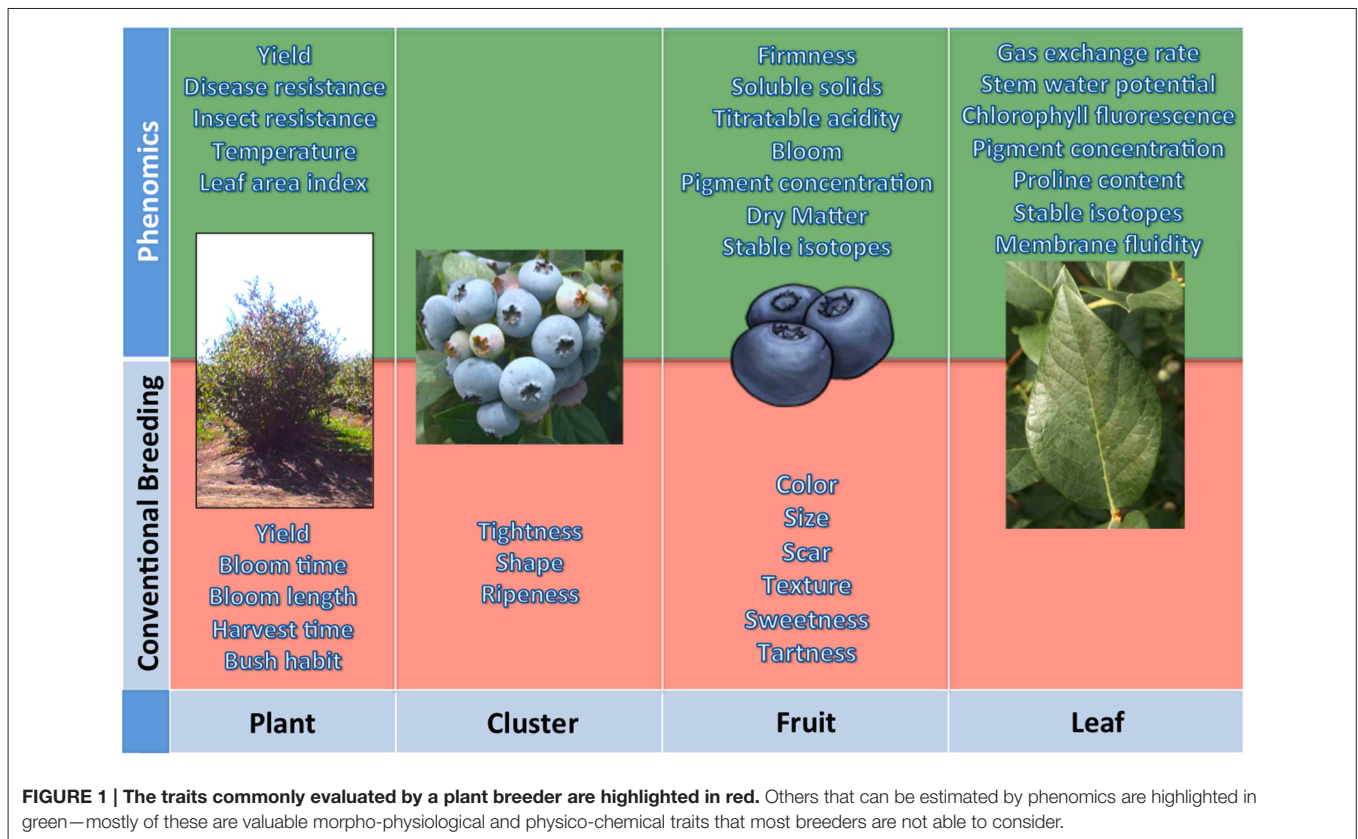 Phenomics
Yield
Disease resistance
Insect resistance
Temperature
Leaf area index
Firmness
Soluble solids
Titratable acidity
Bloom
Pigment concentration
Dry Matter
Stable isotopes
Gas exchange rate
Stem water potential
Chlorophyll fluorescence
Pigment concentration
Proline content
Stable isotopes
Membrane fluidity
Conventional Breeding
Yield
Bloom time
Bloom length
Harvest time
Bush habit
Tightness
Shape
Ripeness
Color
Size
Scar
Texture
Sweetness
Tartness
Plant
Cluster
Fruit
Leaf
FIGURE 1 | The traits commonly evaluated by a plant breeder are highlighted in red. Others that can be estimated by phenomics are highlighted in
green—mostly of these are valuable morpho-physiological and physico-chemical traits that most breeders are not able to consider.